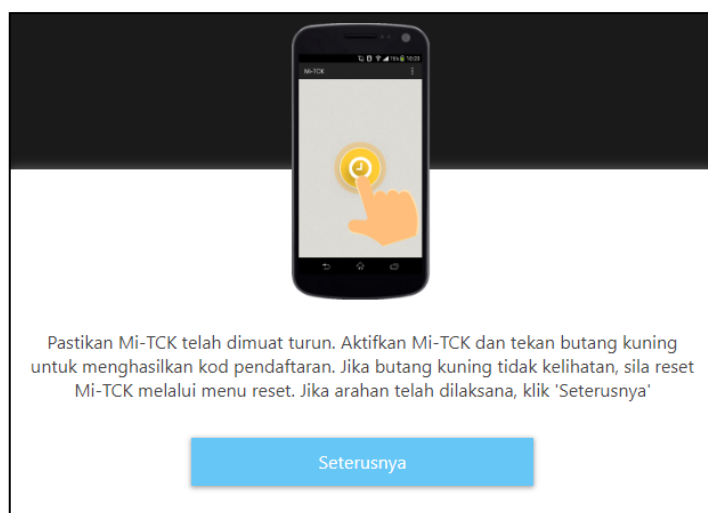 Mi-TCK
Pastikan Mi-TCK telah dimuat turun. Aktifkan Mi-TCK dan tekan butang kuning
untuk menghasilkan kod pendaftaran. Jika butang kuning tidak kelihatan, sila reset
Mi-TCK melalui menu reset. Jika arahan telah dilaksana, klik 'Seterusnya'
Seterusnya